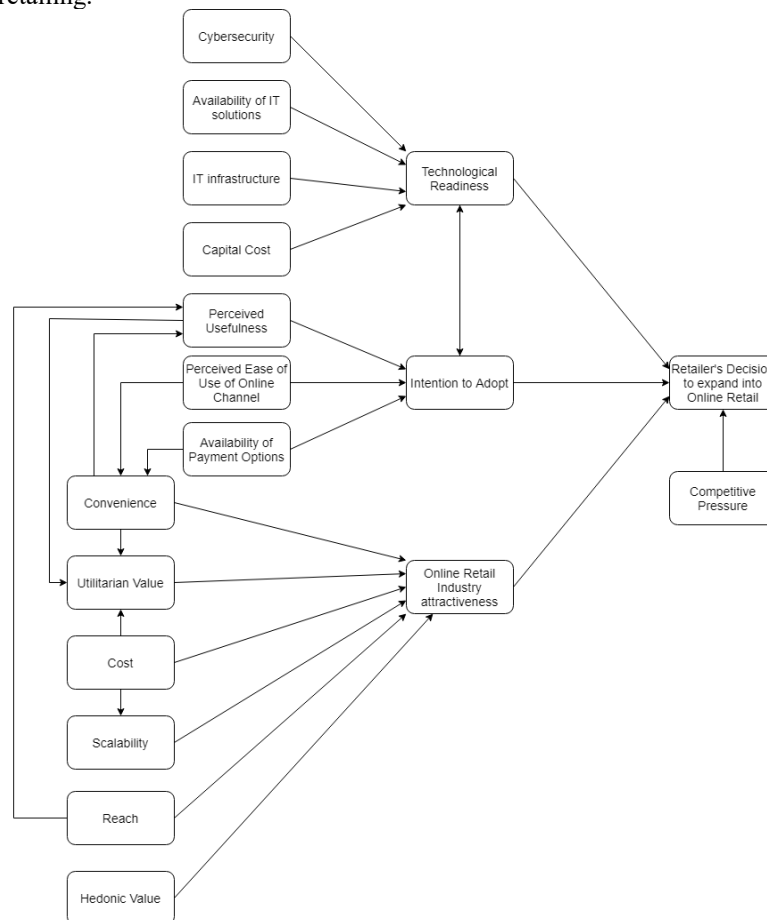 retailing.
Cybersecurity
Availability of IT
solutions
IT infrastructure
Capital Cost
Technological
Readiness
Perceived
Usefulness
Perceived Ease of
Use of Online
Channel
Availability of
Payment Options
Intention to Adopt
Retailer's Decisio
to expand into
Online Retail
Competitive
Pressure
Convenience
Utilitarian Value
Cost
Scalability
Reach
Hedonic Value
Online Retail
Industry
attractiveness